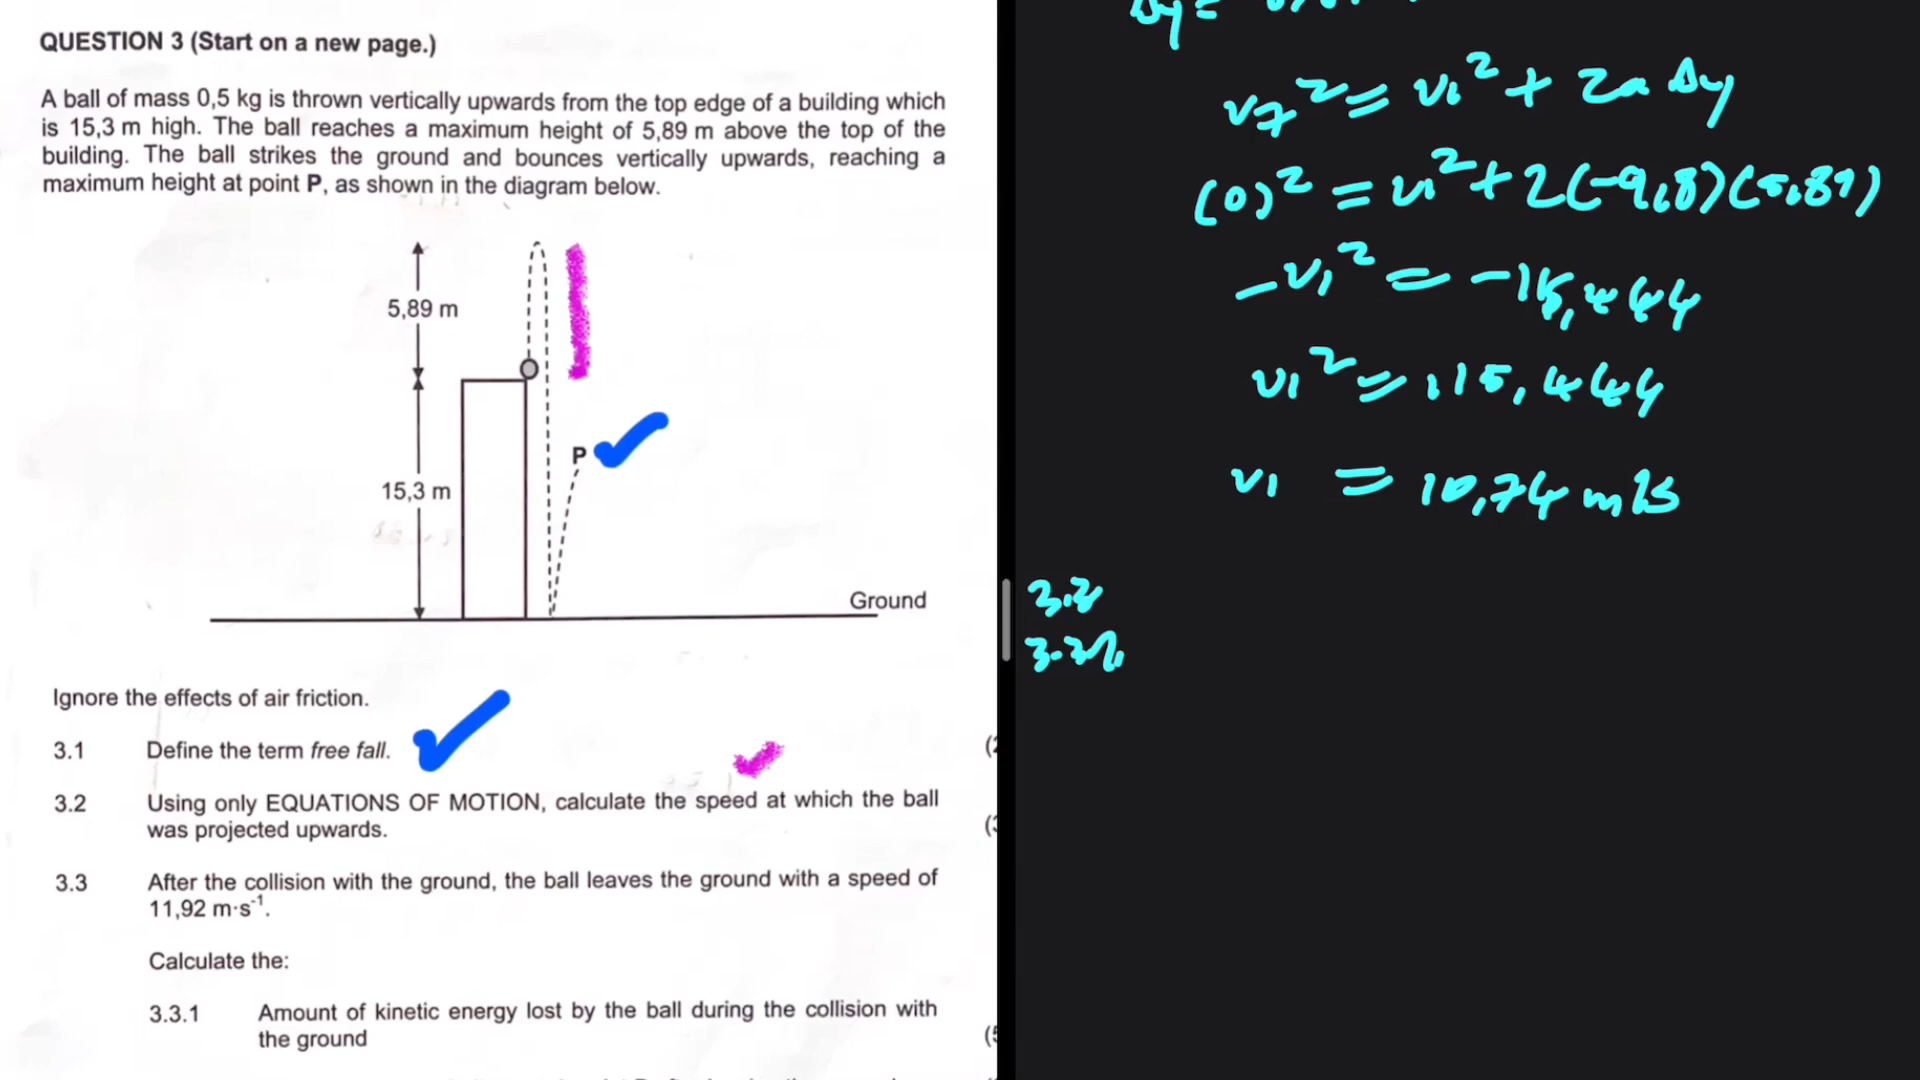 QUESTION 3 (Start on a new page.)
A ball of mass 0,5 kg is thrown vertically upwards from the top edge of a building which
is 15,3 m high. The ball reaches a maximum height of 5,89 m above the top of the
building. The ball strikes the ground and bounces vertically upwards, reaching a
maximum height at point P, as shown in the diagram below.
5,89 m
P
15,3 m
Ground
Ignore the effects of air friction.
3.1 Define the term free fall.
3.2 Using only EQUATIONS OF MOTION, calculate the speed at which the ball
was projected upwards.
3.3 After the collision with the ground, the ball leaves the ground with a speed of
11,92 m·s⁻¹.
Calculate the:
3.3.1 Amount of kinetic energy lost by the ball during the collision with
the ground
Δy =
vf² = vi² + 2a Δy
(0)² = vi² + 2(-9,8)(5,89)
vi² = 115,444
vi = 10,74 m/s
3.3